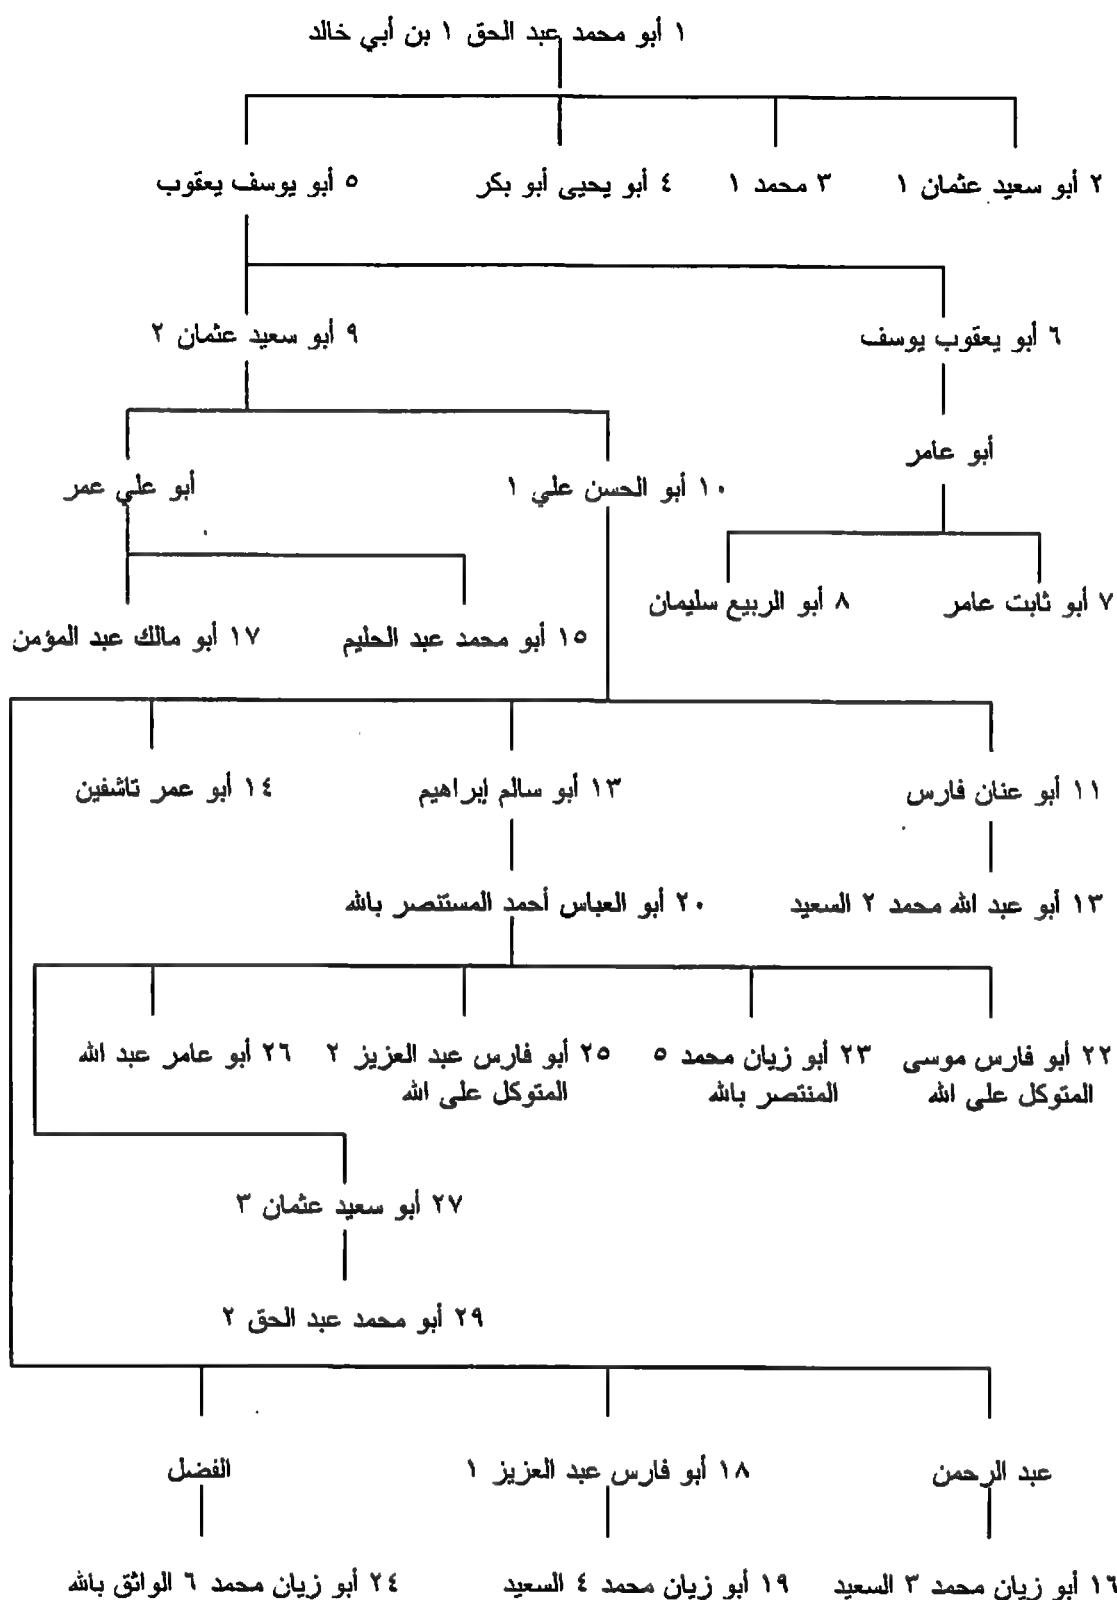 ١ أبو محمد عبد الحق ١ بن أبي خالد
٢ أبو سعيد عثمان ١
٣ محمد ١
٤ أبو يحيى أبو بكر
٥ أبو يوسف يعقوب
٦ أبو يعقوب يوسف
٩ أبو سعيد عثمان ٢
أبو عامر
١٠ أبو الحسن علي ١
أبو علي عمر
٧ أبو ثابت عامر
٨ أبو الربيع سليمان
١٥ أبو محمد عبد الحليم
١٧ أبو مالك عبد المؤمن
١١ أبو عنان فارس
١٣ أبو سالم إبراهيم
١٤ أبو عمر تاشفين
١٣ أبو عبد الله محمد ٢ السعيد
٢٠ أبو العباس أحمد المستنصر بالله
٢٢ أبو فارس موسى
المتوكل على الله
٢٣ أبو زيان محمد ٥
المنتصر بالله
٢٥ أبو فارس عبد العزيز ٢
المتوكل على الله
٢٦ أبو عامر عبد الله
٢٧ أبو سعيد عثمان ٣
٢٩ أبو محمد عبد الحق ٢
عبد الرحمن
١٨ أبو فارس عبد العزيز ١
الفضل
١٦ أبو زيان محمد ٣ السعيد
١٩ أبو زيان محمد ٤ السعيد
٢٤ أبو زيان محمد ٦ الواثق بالله